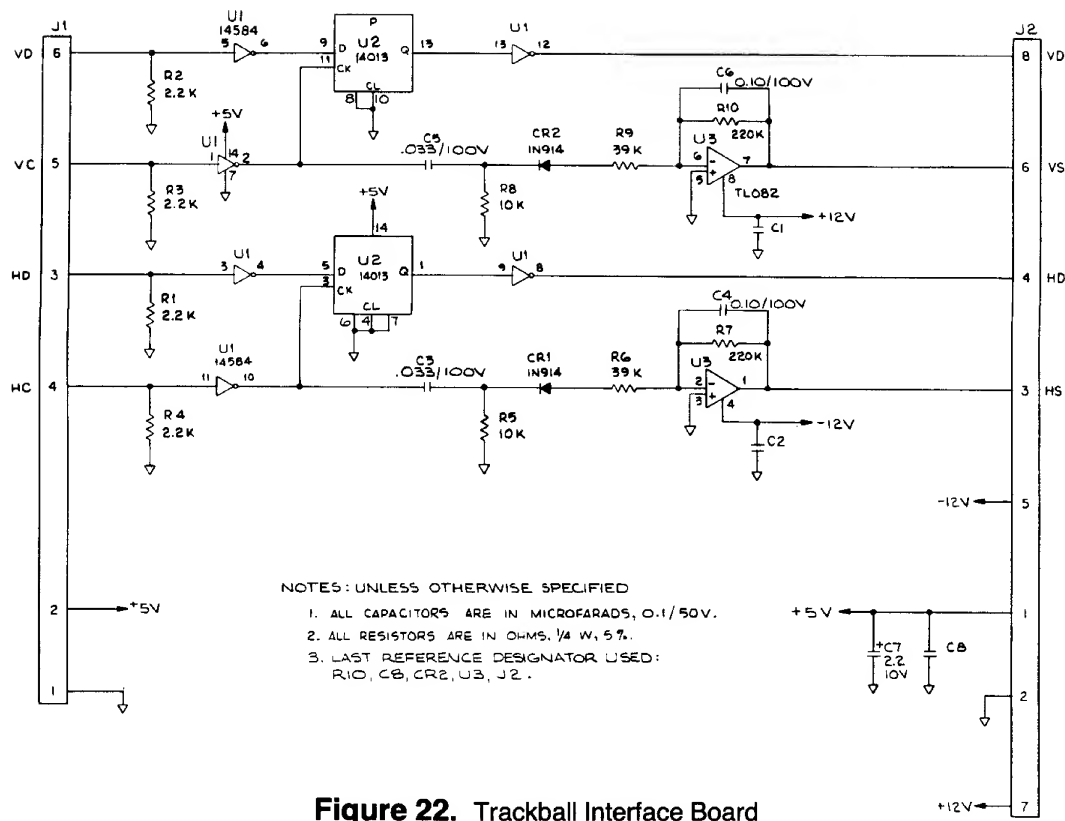 J1
U1
14584
P
U1
J2
VD 6
5 6
9 D U2 Q 13
14013
11 CK
CL
8 10
13 12
8 VD
R2
2.2K
+5V
C6
0.10/100V
R10
220K
U1
VC 5
1 14 2
7
C5
.033/100V
CR2
1N914
R9
39K
U3
6 - 7
5 +
8
TL082
6 VS
R3
2.2K
R8
10K
+12V
C1
+5V
14
HD 3
U1
3 4
5 D U2 Q 1
14013
3 CK
CL
6 4 7
U1
9 8
4 HD
R1
2.2K
C4
0.10/100V
R7
220K
HC 4
U1
14584
11 10
C3
.033/100V
CR1
1N914
R6
39K
U3
2 - 1
3 +
4
3 HS
R4
2.2K
R5
10K
-12V
C2
-12V 5
NOTES: UNLESS OTHERWISE SPECIFIED
1. ALL CAPACITORS ARE IN MICROFARADS, 0.1/50V.
2. ALL RESISTORS ARE IN OHMS, 1/4 W, 5%.
3. LAST REFERENCE DESIGNATOR USED:
R10, C8, CR2, U3, J2.
2 +5V
+5V 1
+C7
2.2
10V
C8
1
2
+12V 7
Figure 22. Trackball Interface Board